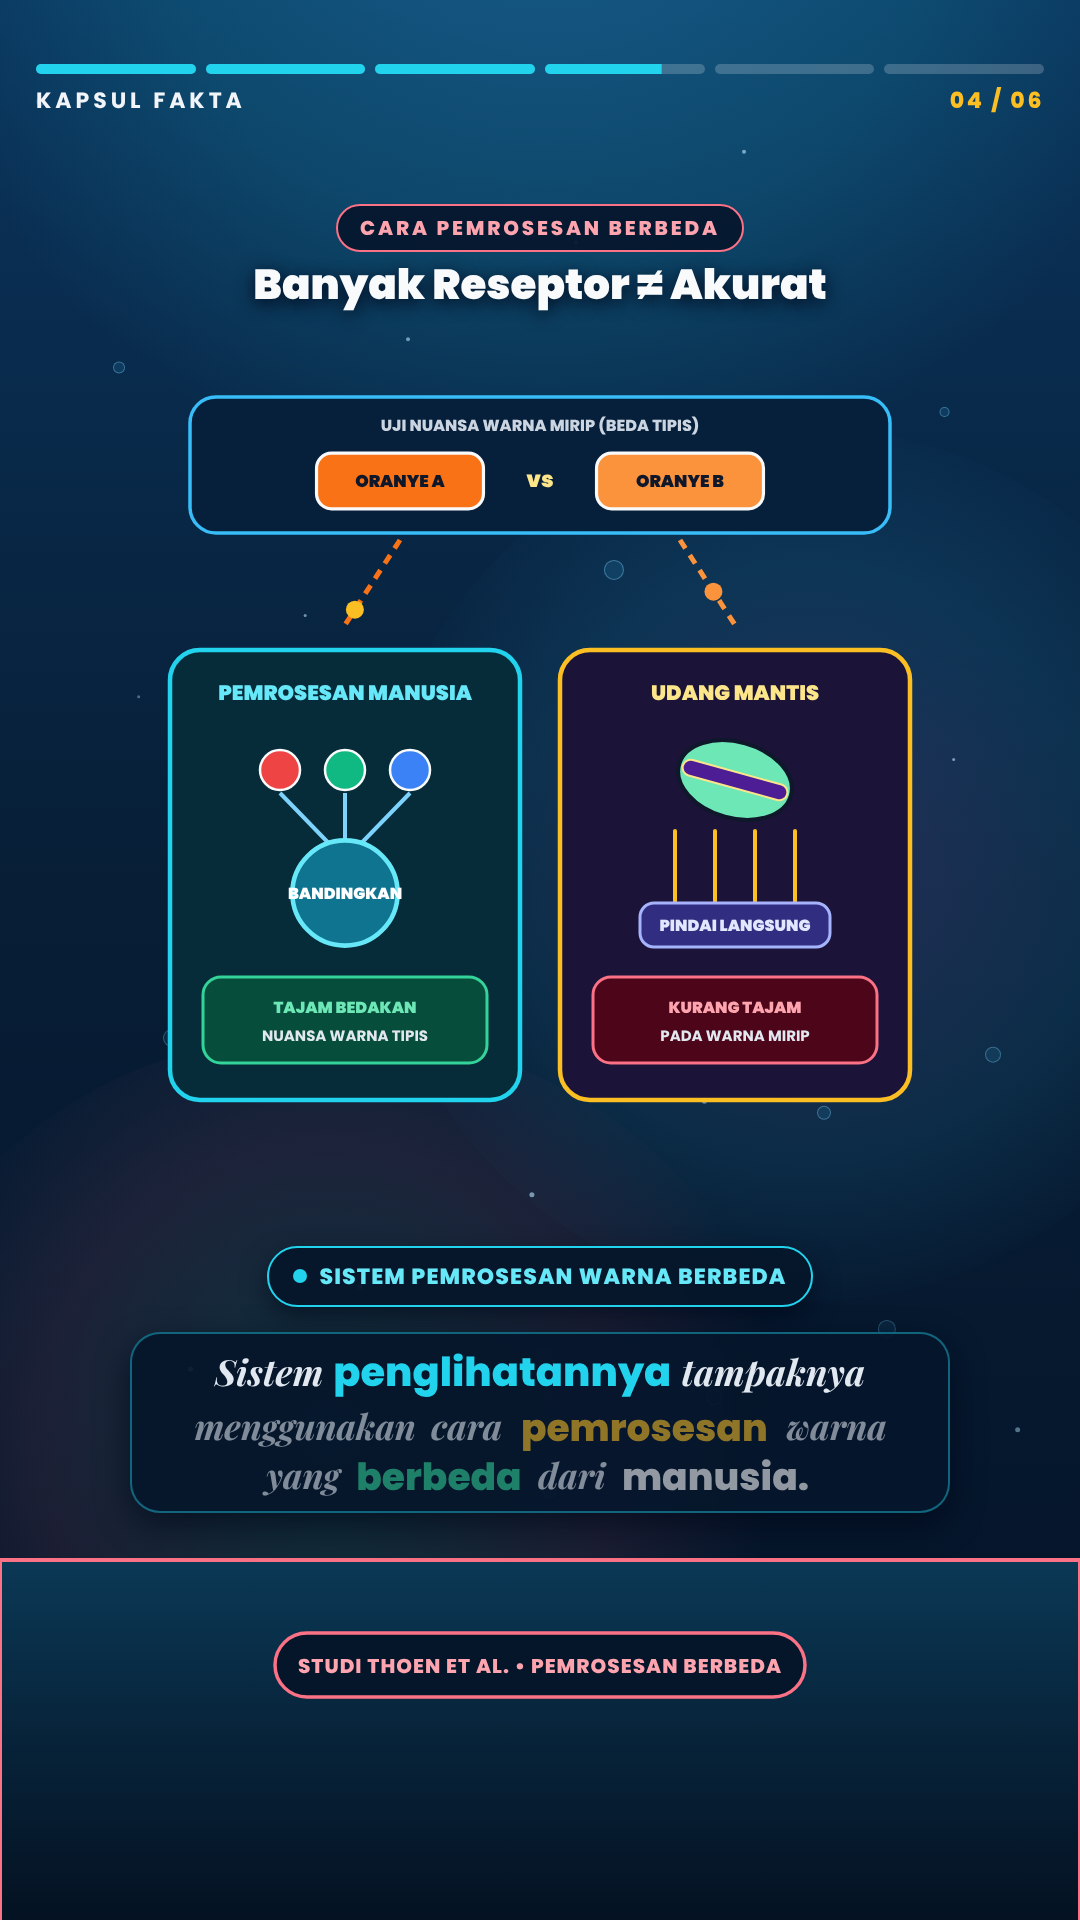 KAPSUL FAKTA
04 / 06
CARA PEMROSESAN BERBEDA
Banyak Reseptor ≠ Akurat
UJI NUANSA WARNA MIRIP (BEDA TIPIS)
ORANYE A
VS
ORANYE B
PEMROSESAN MANUSIA
BANDINGKAN
TAJAM BEDAKAN
NUANSA WARNA TIPIS
UDANG MANTIS
PINDAI LANGSUNG
KURANG TAJAM
PADA WARNA MIRIP
SISTEM PEMROSESAN WARNA BERBEDA
Sistem penglihatannya tampaknya
menggunakan cara pemrosesan warna
yang berbeda dari manusia.
STUDI THOEN ET AL. • PEMROSESAN BERBEDA